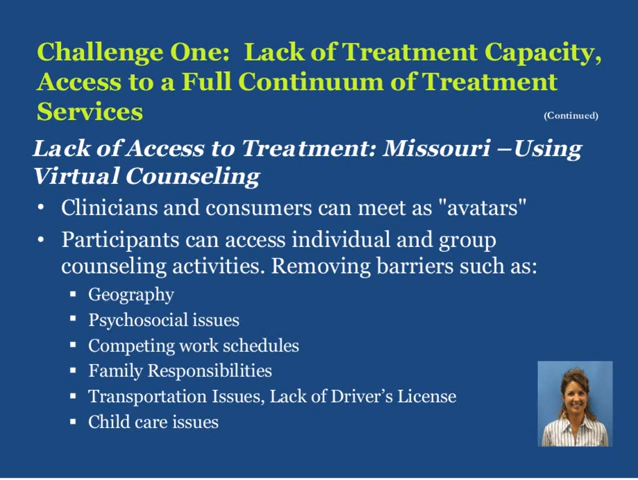 Challenge One:  Lack of Treatment Capacity,
Access to a Full Continuum of Treatment
Services (Continued)
Lack of Access to Treatment: Missouri –Using
Virtual Counseling
• Clinicians and consumers can meet as "avatars"
• Participants can access individual and group
counseling activities. Removing barriers such as:
▪ Geography
▪ Psychosocial issues
▪ Competing work schedules
▪ Family Responsibilities
▪ Transportation Issues, Lack of Driver’s License
▪ Child care issues